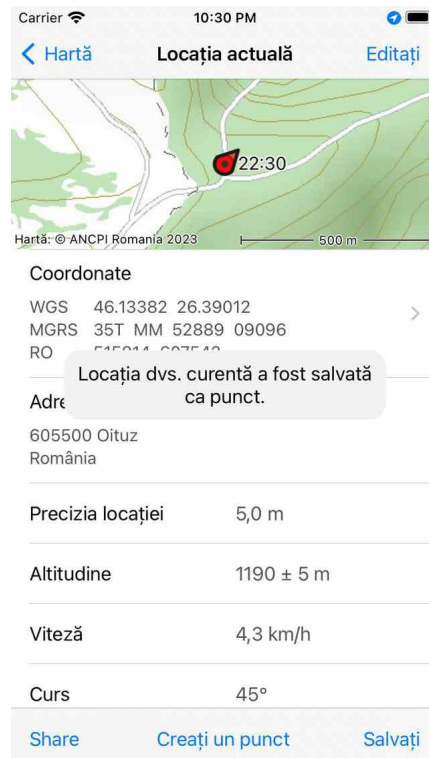 Carrier 10:30 PM
Hartă Locația actuală Editați
22:30
Hartă: © ANCPI Romania 2023 500 m
Coordonate
WGS 46.13382 26.39012
MGRS 35T MM 52889 09096
RO
Locația dvs. curentă a fost salvată
ca punct.
605500 Oituz
România
Precizia locației 5,0 m
Altitudine 1190 ± 5 m
Viteză 4,3 km/h
Curs 45°
Share Creați un punct Salvați